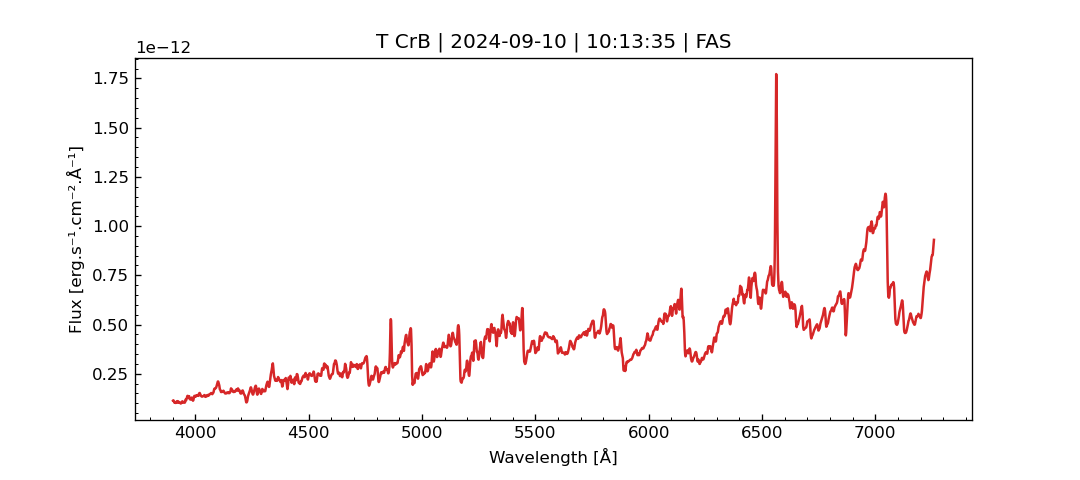 T CrB | 2024-09-10 | 10:13:35 | FAS
1e−12
1.75
1.50
1.25
1.00
0.75
0.50
0.25
Flux [erg.s⁻¹.cm⁻².Å⁻¹]
4000 4500 5000 5500 6000 6500 7000
Wavelength [Å]